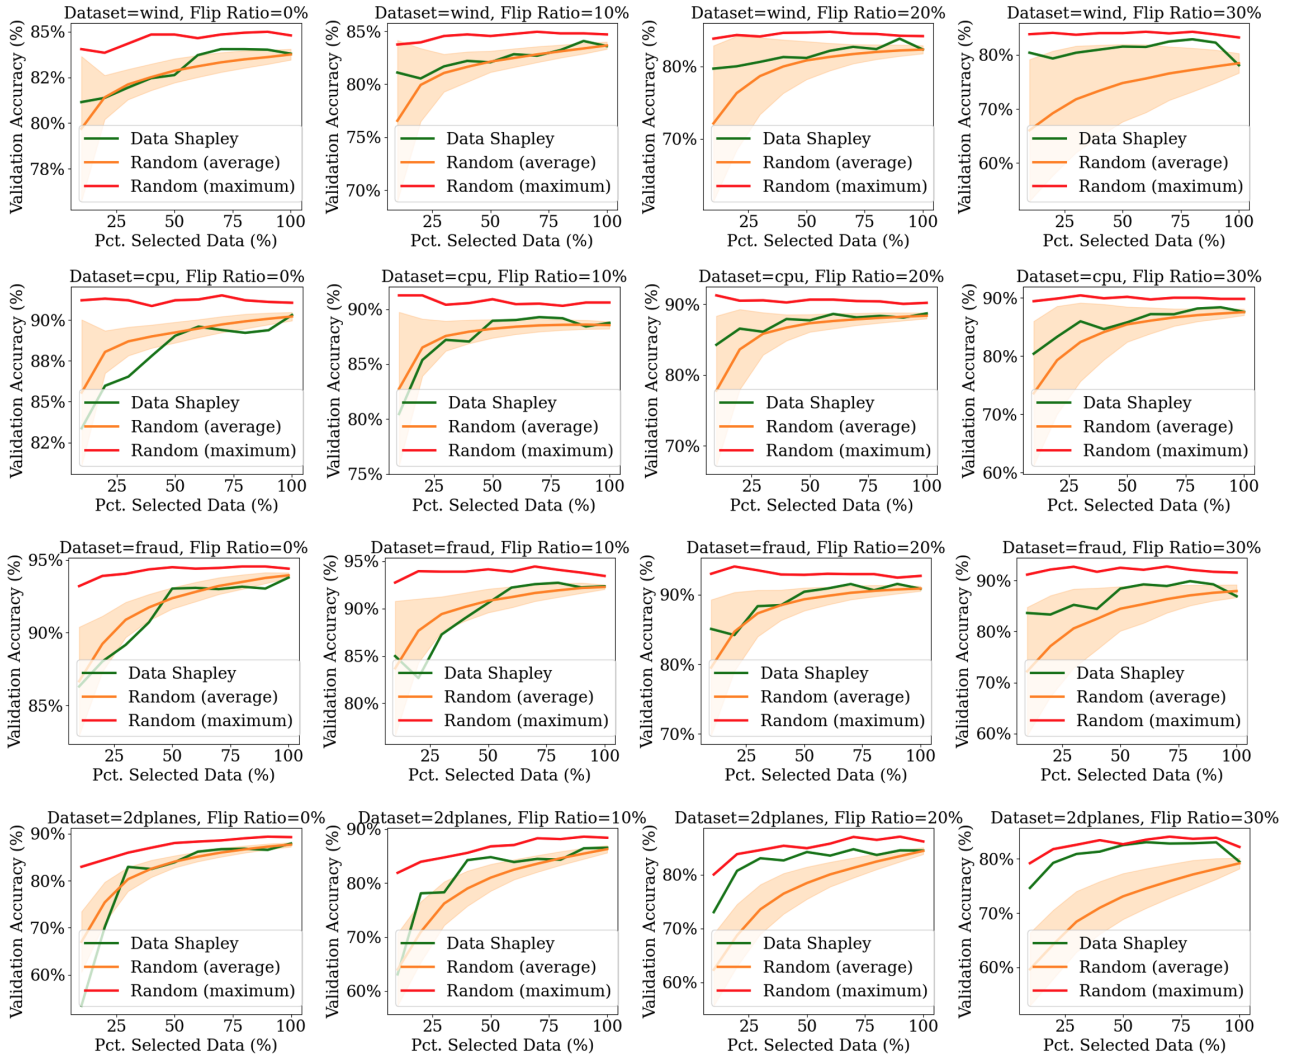 Dataset=wind, Flip Ratio=0%
Validation Accuracy (%)
85%
82%
80%
78%
Data Shapley
Random (average)
Random (maximum)
25 50 75 100
Pct. Selected Data (%)
Dataset=wind, Flip Ratio=10%
Validation Accuracy (%)
85%
80%
75%
70%
Data Shapley
Random (average)
Random (maximum)
25 50 75 100
Pct. Selected Data (%)
Dataset=wind, Flip Ratio=20%
Validation Accuracy (%)
80%
70%
Data Shapley
Random (average)
Random (maximum)
25 50 75 100
Pct. Selected Data (%)
Dataset=wind, Flip Ratio=30%
Validation Accuracy (%)
80%
70%
60%
Data Shapley
Random (average)
Random (maximum)
25 50 75 100
Pct. Selected Data (%)
Dataset=cpu, Flip Ratio=0%
Validation Accuracy (%)
90%
88%
85%
82%
Data Shapley
Random (average)
Random (maximum)
25 50 75 100
Pct. Selected Data (%)
Dataset=cpu, Flip Ratio=10%
Validation Accuracy (%)
90%
85%
80%
75%
Data Shapley
Random (average)
Random (maximum)
25 50 75 100
Pct. Selected Data (%)
Dataset=cpu, Flip Ratio=20%
Validation Accuracy (%)
90%
80%
70%
Data Shapley
Random (average)
Random (maximum)
25 50 75 100
Pct. Selected Data (%)
Dataset=cpu, Flip Ratio=30%
Validation Accuracy (%)
90%
80%
70%
60%
Data Shapley
Random (average)
Random (maximum)
25 50 75 100
Pct. Selected Data (%)
Dataset=fraud, Flip Ratio=0%
Validation Accuracy (%)
95%
90%
85%
Data Shapley
Random (average)
Random (maximum)
25 50 75 100
Pct. Selected Data (%)
Dataset=fraud, Flip Ratio=10%
Validation Accuracy (%)
95%
90%
85%
80%
Data Shapley
Random (average)
Random (maximum)
25 50 75 100
Pct. Selected Data (%)
Dataset=fraud, Flip Ratio=20%
Validation Accuracy (%)
90%
80%
70%
Data Shapley
Random (average)
Random (maximum)
25 50 75 100
Pct. Selected Data (%)
Dataset=fraud, Flip Ratio=30%
Validation Accuracy (%)
90%
80%
70%
60%
Data Shapley
Random (average)
Random (maximum)
25 50 75 100
Pct. Selected Data (%)
Dataset=2dplanes, Flip Ratio=0%
Validation Accuracy (%)
90%
80%
70%
60%
Data Shapley
Random (average)
Random (maximum)
25 50 75 100
Pct. Selected Data (%)
Dataset=2dplanes, Flip Ratio=10%
Validation Accuracy (%)
90%
80%
70%
60%
Data Shapley
Random (average)
Random (maximum)
25 50 75 100
Pct. Selected Data (%)
Dataset=2dplanes, Flip Ratio=20%
Validation Accuracy (%)
80%
70%
60%
Data Shapley
Random (average)
Random (maximum)
25 50 75 100
Pct. Selected Data (%)
Dataset=2dplanes, Flip Ratio=30%
Validation Accuracy (%)
80%
70%
60%
Data Shapley
Random (average)
Random (maximum)
25 50 75 100
Pct. Selected Data (%)